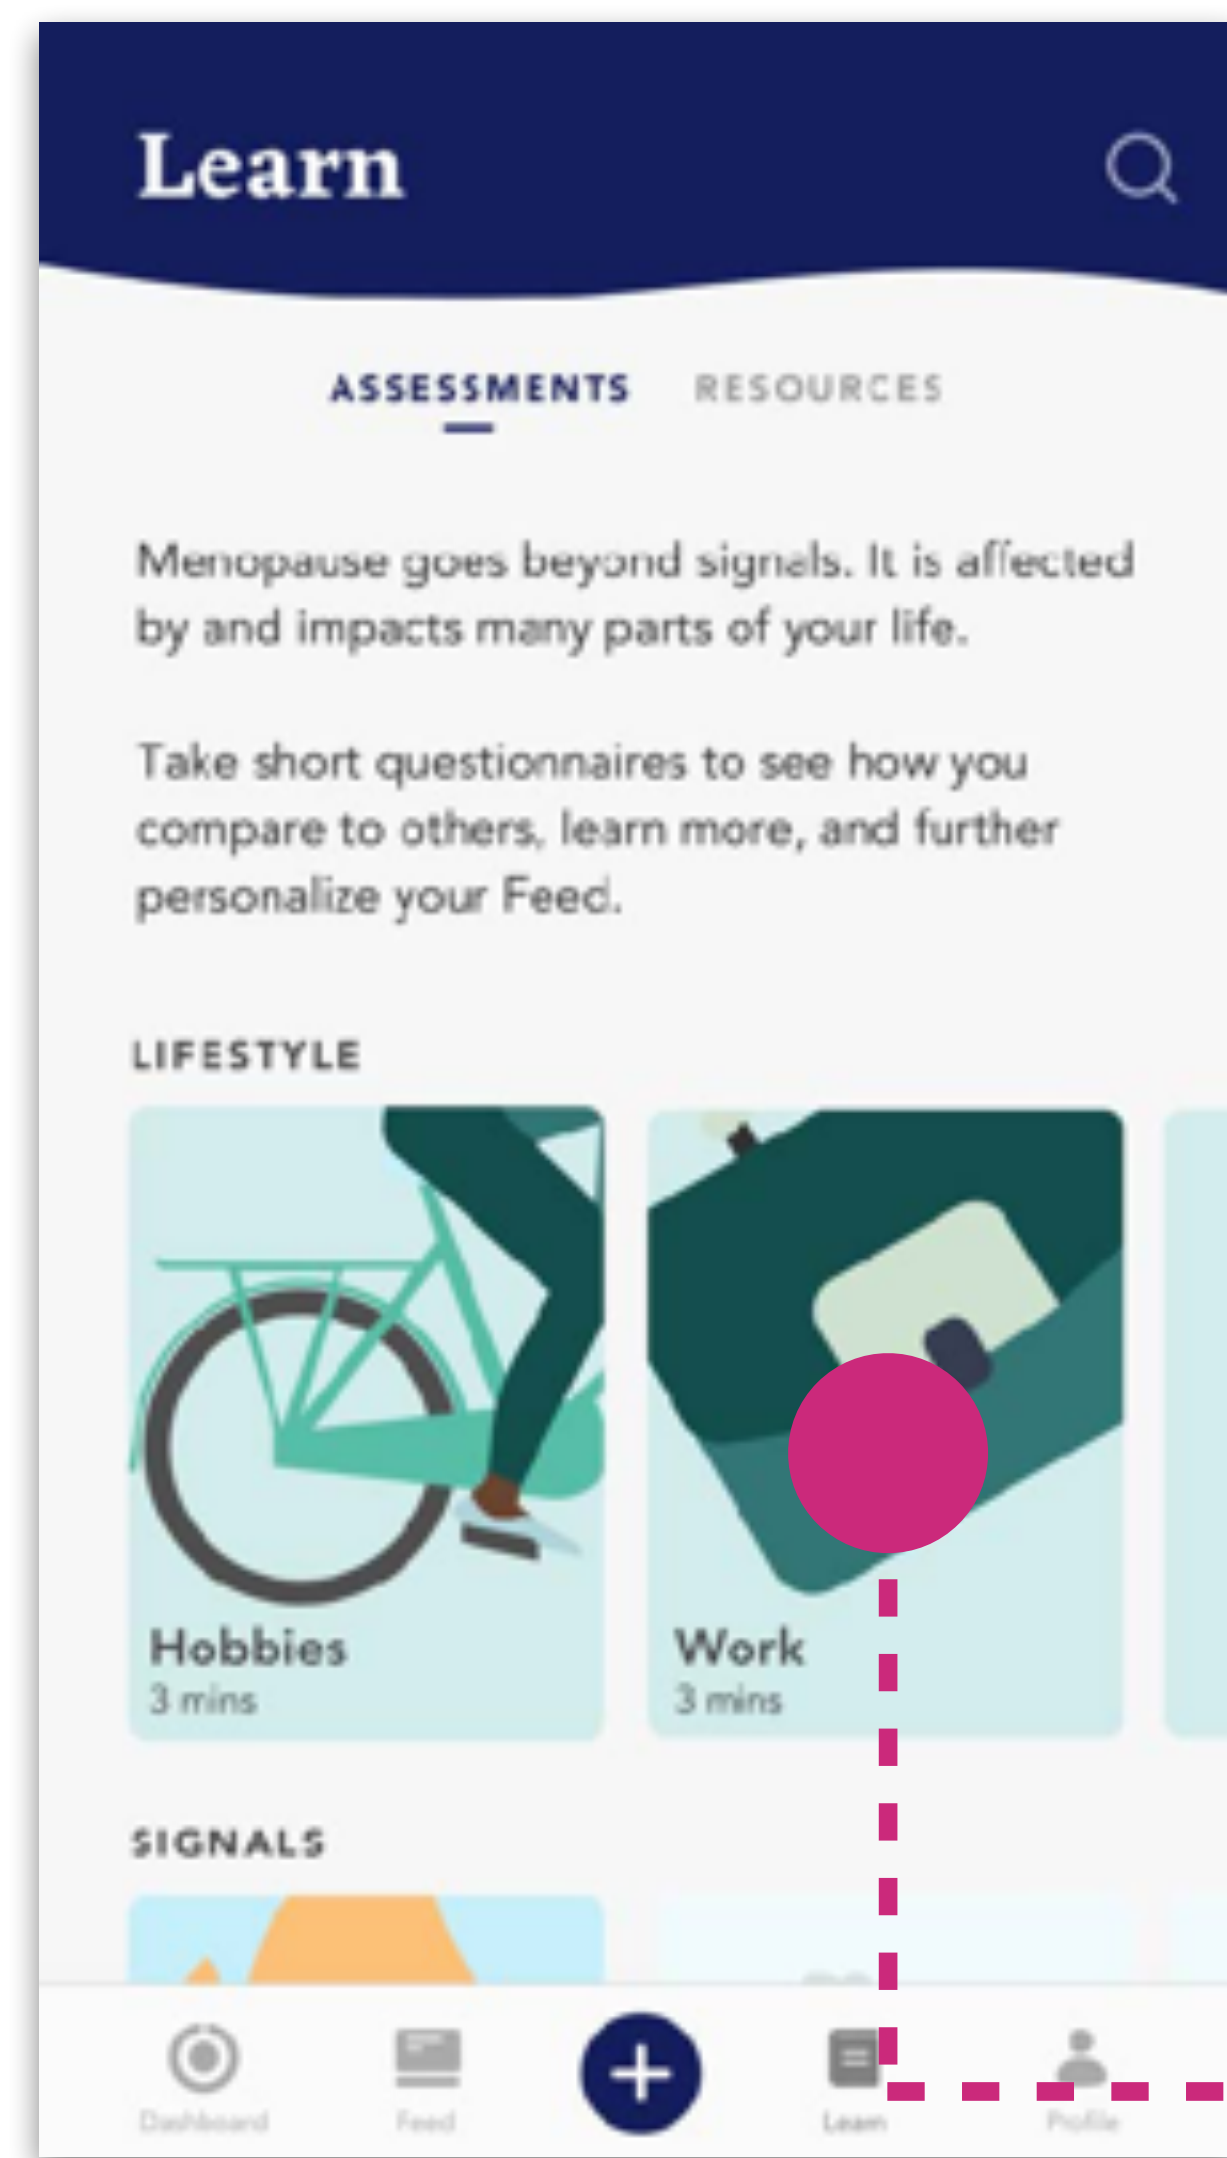 Learn
ASSESSMENTS RESOURCES
Menopause goes beyond signals. It is affected
by and impacts many parts of your life.
Take short questionnaires to see how you
compare to others, learn more, and further
personalize your Feed.
LIFESTYLE
Hobbies Work
3 mins 3 mins
SIGNALS
Dashboard Feed Learn Profile